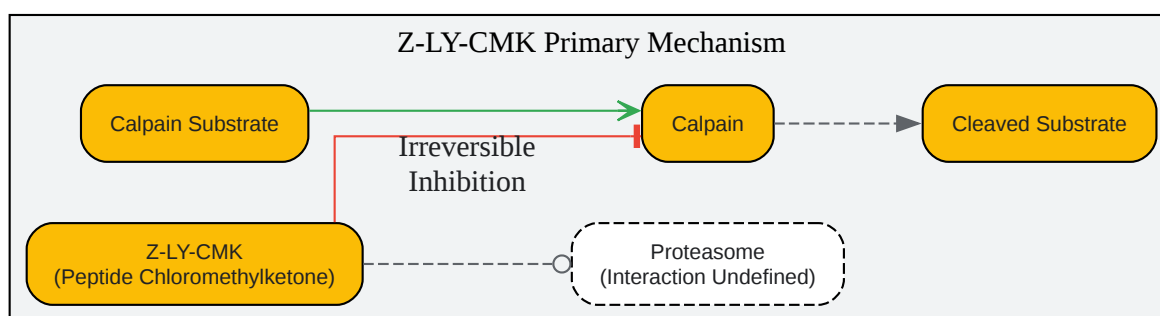 Z-LY-CMK Primary Mechanism
Calpain Substrate
Calpain
Cleaved Substrate
Irreversible
Inhibition
Z-LY-CMK
(Peptide Chloromethylketone)
Proteasome
(Interaction Undefined)